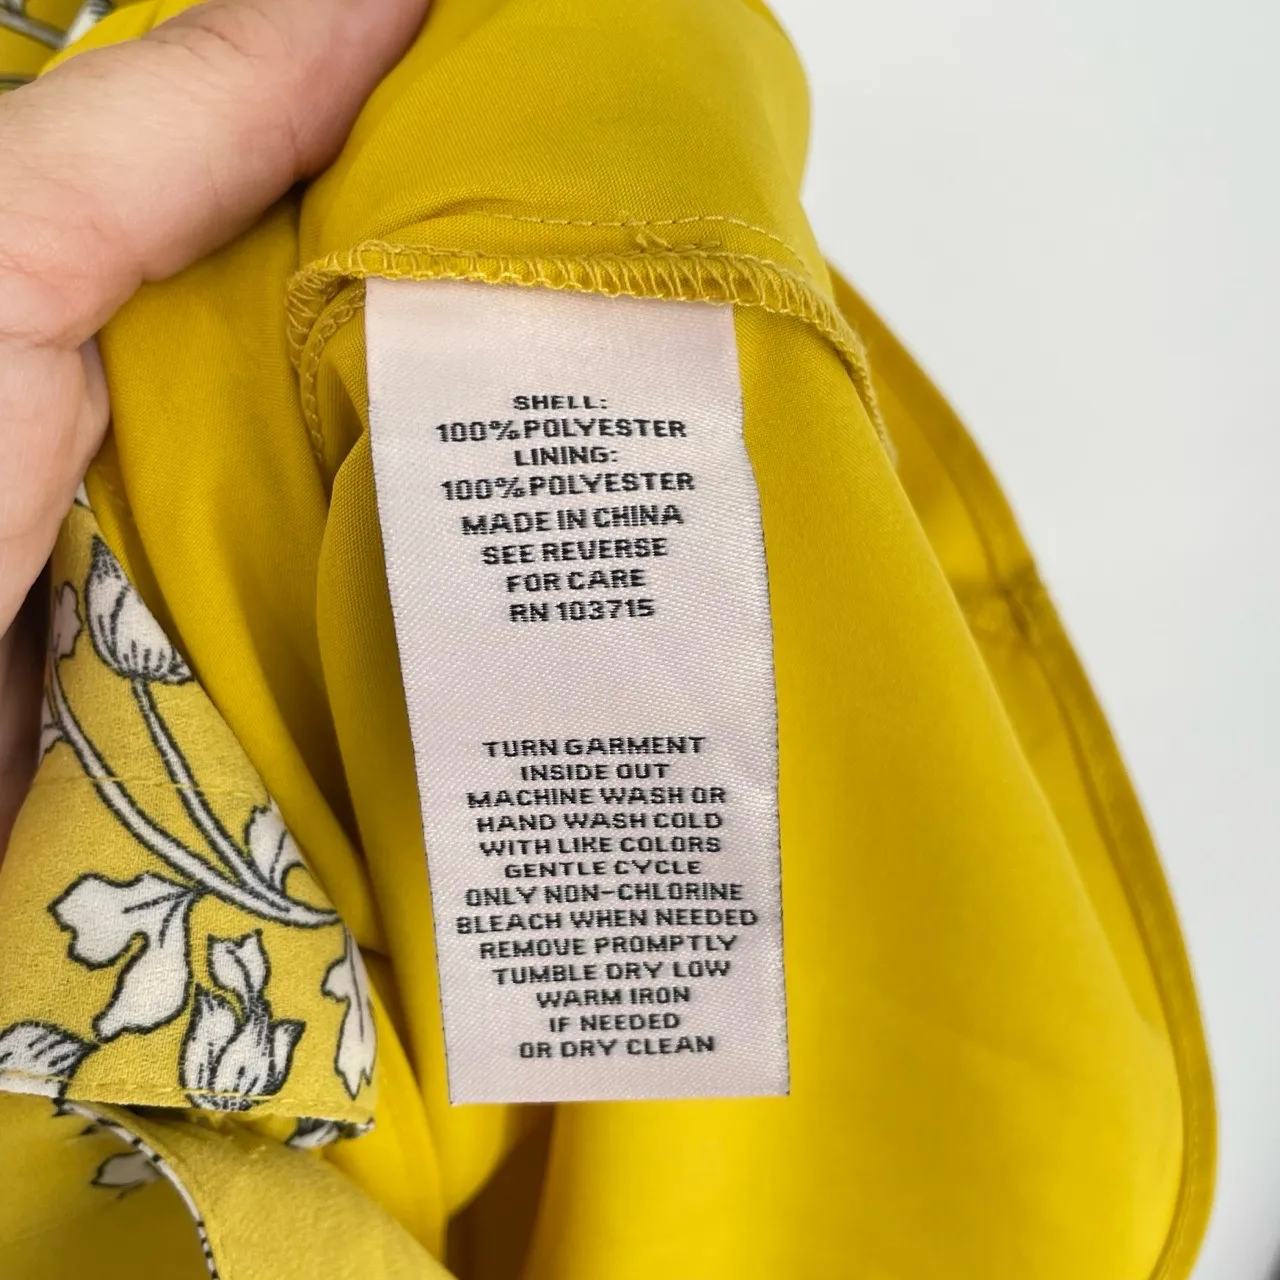 SHELL:
100%POLYESTER
LINING:
100%POLYESTER
MADE IN CHINA
SEE REVERSE
FOR CARE
RN 103715
TURN GARMENT
INSIDE OUT
MACHINE WASH OR
HAND WASH COLD
WITH LIKE COLORS
GENTLE CYCLE
ONLY NON-CHLORINE
BLEACH WHEN NEEDED
REMOVE PROMPTLY
TUMBLE DRY LOW
WARM IRON
IF NEEDED
OR DRY CLEAN